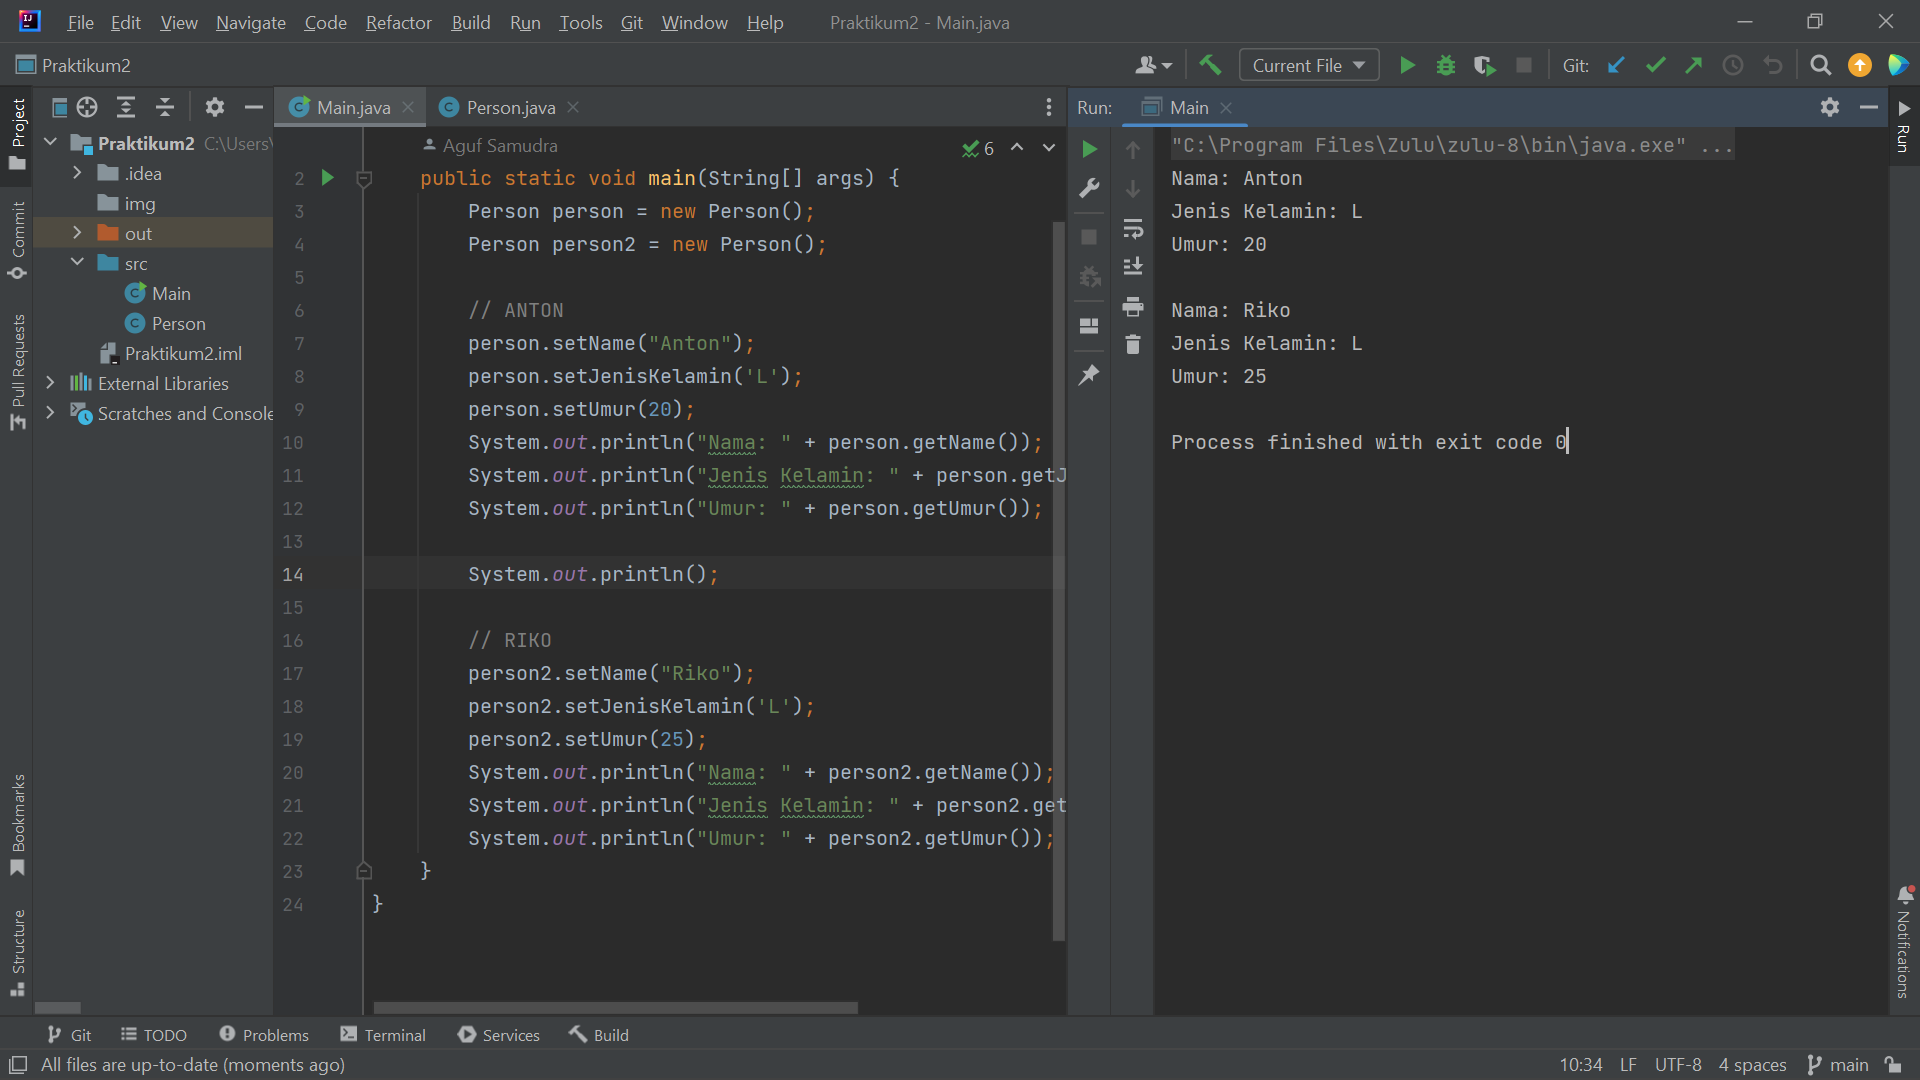 File Edit View Navigate Code Refactor Build Run Tools Git Window Help Praktikum2 - Main.java
Praktikum2
Current File
Git:
Project
Commit
Pull Requests
Bookmarks
Structure
Praktikum2 C:\Users\
.idea
img
out
src
Main
Person
Praktikum2.iml
External Libraries
Scratches and Console
Main.java
Person.java
Aguf Samudra
6
2 public static void main(String[] args) {
3 Person person = new Person();
4 Person person2 = new Person();
5
6 // ANTON
7 person.setName("Anton");
8 person.setJenisKelamin('L');
9 person.setUmur(20);
10 System.out.println("Nama: " + person.getName());
11 System.out.println("Jenis Kelamin: " + person.getJ
12 System.out.println("Umur: " + person.getUmur());
13
14 System.out.println();
15
16 // RIKO
17 person2.setName("Riko");
18 person2.setJenisKelamin('L');
19 person2.setUmur(25);
20 System.out.println("Nama: " + person2.getName());
21 System.out.println("Jenis Kelamin: " + person2.get
22 System.out.println("Umur: " + person2.getUmur());
23 }
24 }
Run: Main
"C:\Program Files\Zulu\zulu-8\bin\java.exe" ...
Nama: Anton
Jenis Kelamin: L
Umur: 20
Nama: Riko
Jenis Kelamin: L
Umur: 25
Process finished with exit code 0
Run
Notifications
Git TODO Problems Terminal Services Build
All files are up-to-date (moments ago)
10:34 LF UTF-8 4 spaces main